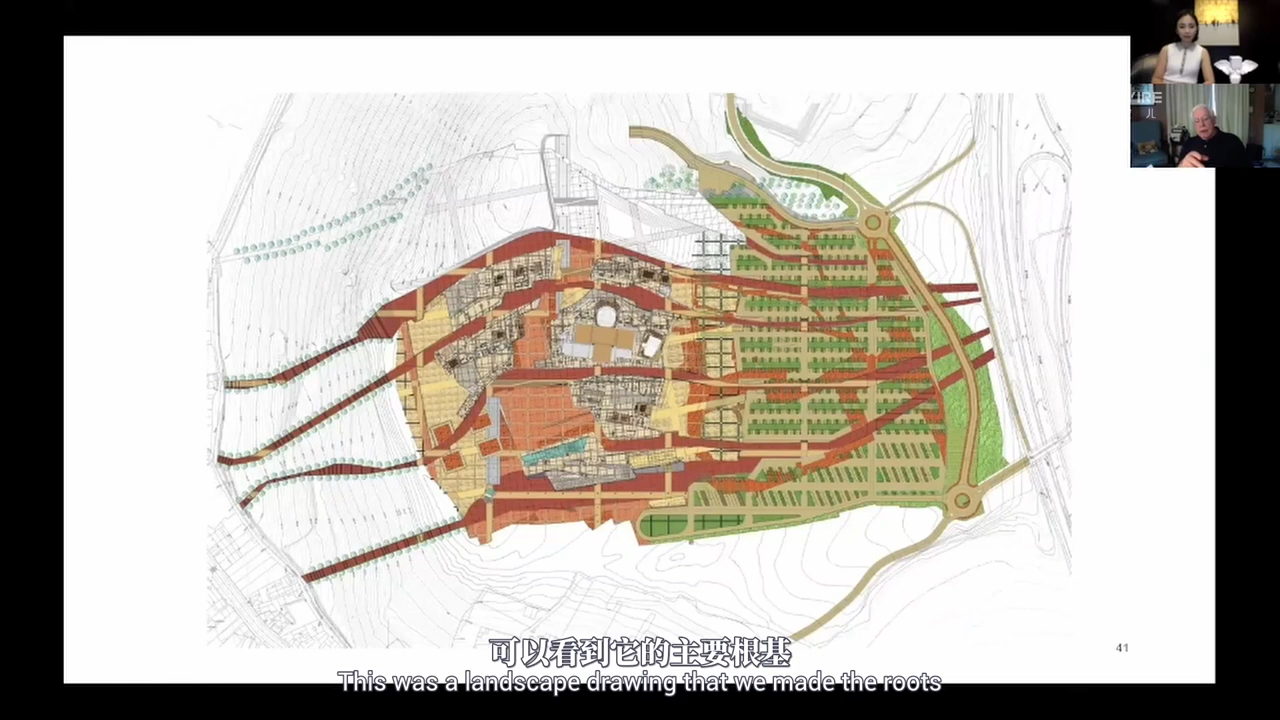 41
可以看到它的主要根基
This was a landscape drawing that we made the roots